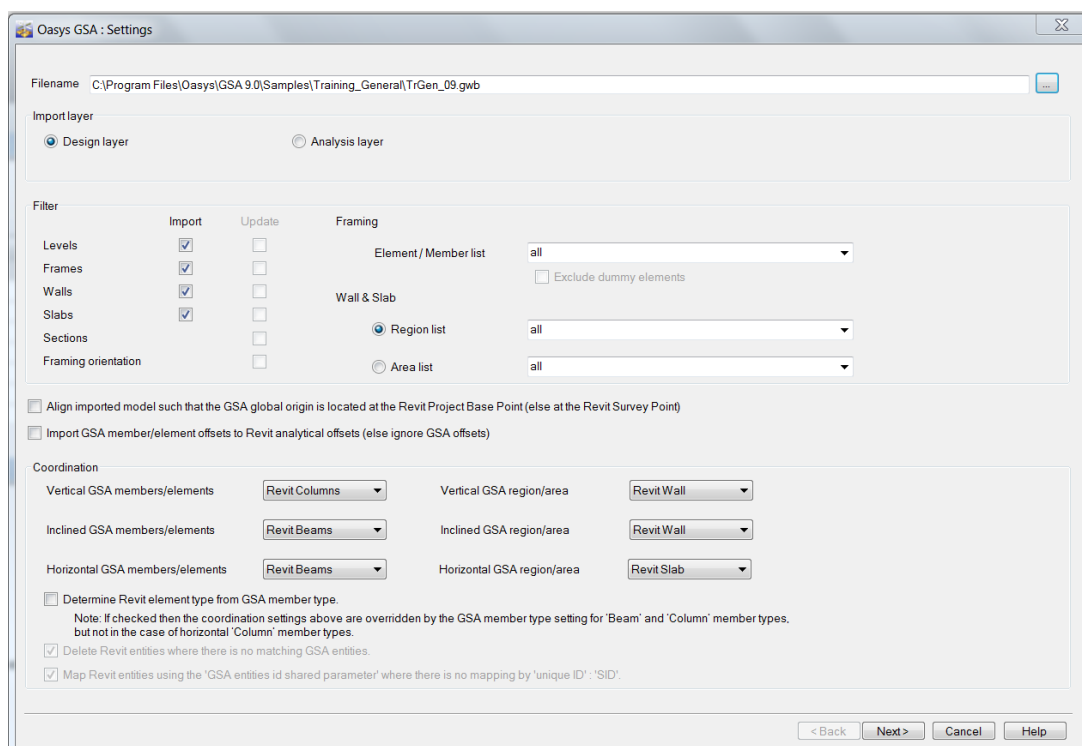 Oasys GSA : Settings
Filename C:\Program Files\Oasys\GSA 9.0\Samples\Training_General\TrGen_09.gwb ...
Import layer
Design layer Analysis layer
Filter
Import Update Framing
Levels
Element / Member list all
Frames
Exclude dummy elements
Walls
Wall & Slab
Slabs
Region list all
Sections
Framing orientation
Area list all
Align imported model such that the GSA global origin is located at the Revit Project Base Point (else at the Revit Survey Point)
Import GSA member/element offsets to Revit analytical offsets (else ignore GSA offsets)
Coordination
Vertical GSA members/elements Revit Columns Vertical GSA region/area Revit Wall
Inclined GSA members/elements Revit Beams Inclined GSA region/area Revit Wall
Horizontal GSA members/elements Revit Beams Horizontal GSA region/area Revit Slab
Determine Revit element type from GSA member type.
Note: If checked then the coordination settings above are overridden by the GSA member type setting for 'Beam' and 'Column' member types,
but not in the case of horizontal 'Column' member types.
Delete Revit entities where there is no matching GSA entities.
Map Revit entities using the 'GSA entities id shared parameter' where there is no mapping by 'unique ID' : 'SID'.
< Back Next > Cancel Help